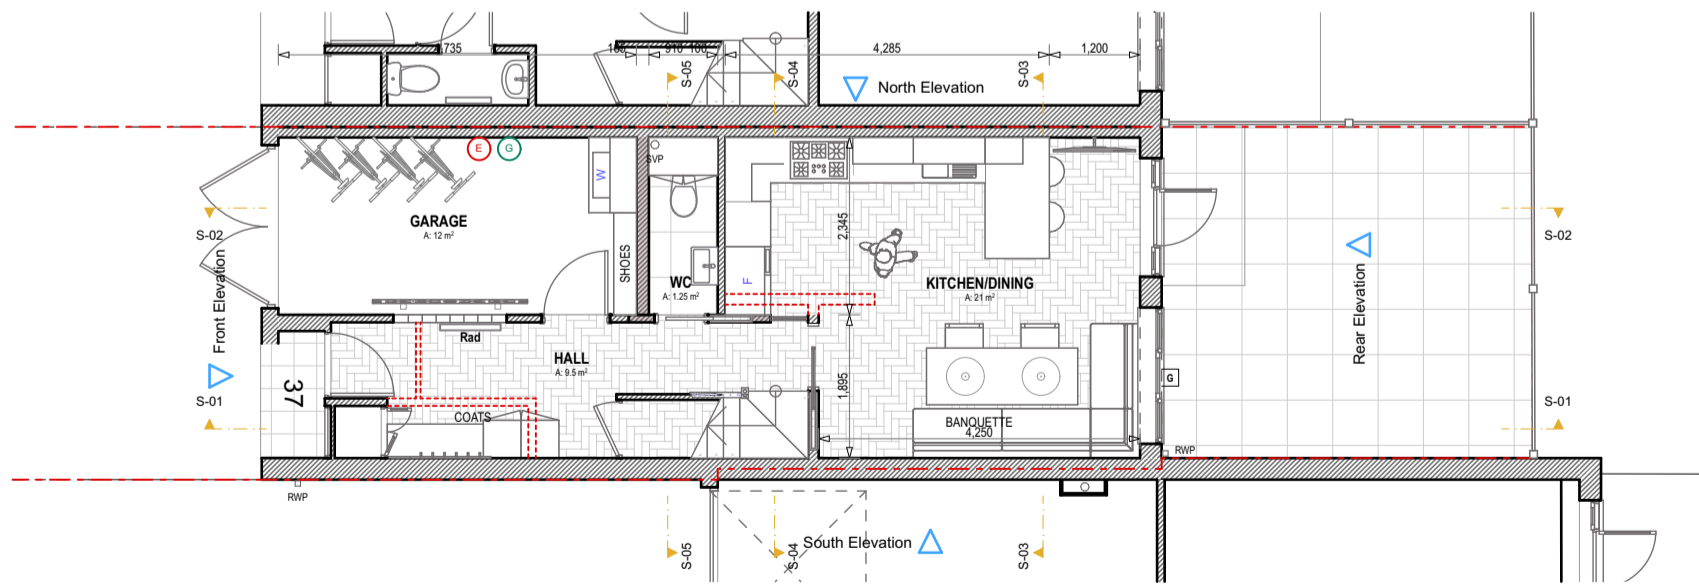 ,735
910
100
4,285
1,200
S-05
S-04
S-03
North Elevation
E
G
SVP
W
GARAGE
A: 12 m²
S-02
S-02
2,345
SHOES
WC
A: 1.25 m²
F
KITCHEN/DINING
A: 21 m²
Front Elevation
Rear Elevation
Rad
HALL
A: 9.5 m²
37
S-01
S-01
COATS
1,895
G
BANQUETTE
4,250
RWP
RWP
S-05
S-04
S-03
South Elevation